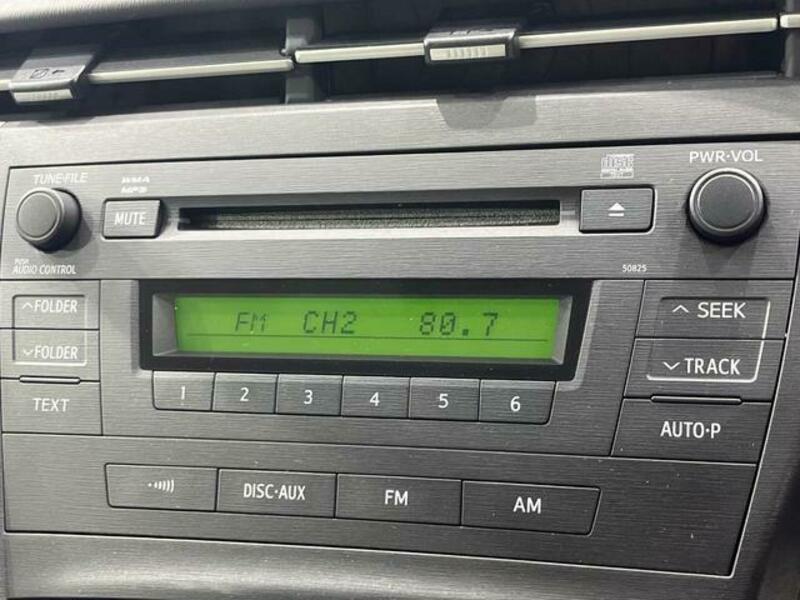 TUNE·FILE
WMA
MP3
disc
PWR·VOL
MUTE
PUSH
AUDIO CONTROL
50825
^FOLDER
FM CH2 80.7
^ SEEK
∨FOLDER
∨TRACK
1 2 3 4 5 6
TEXT
AUTO·P
DISC·AUX
FM
AM